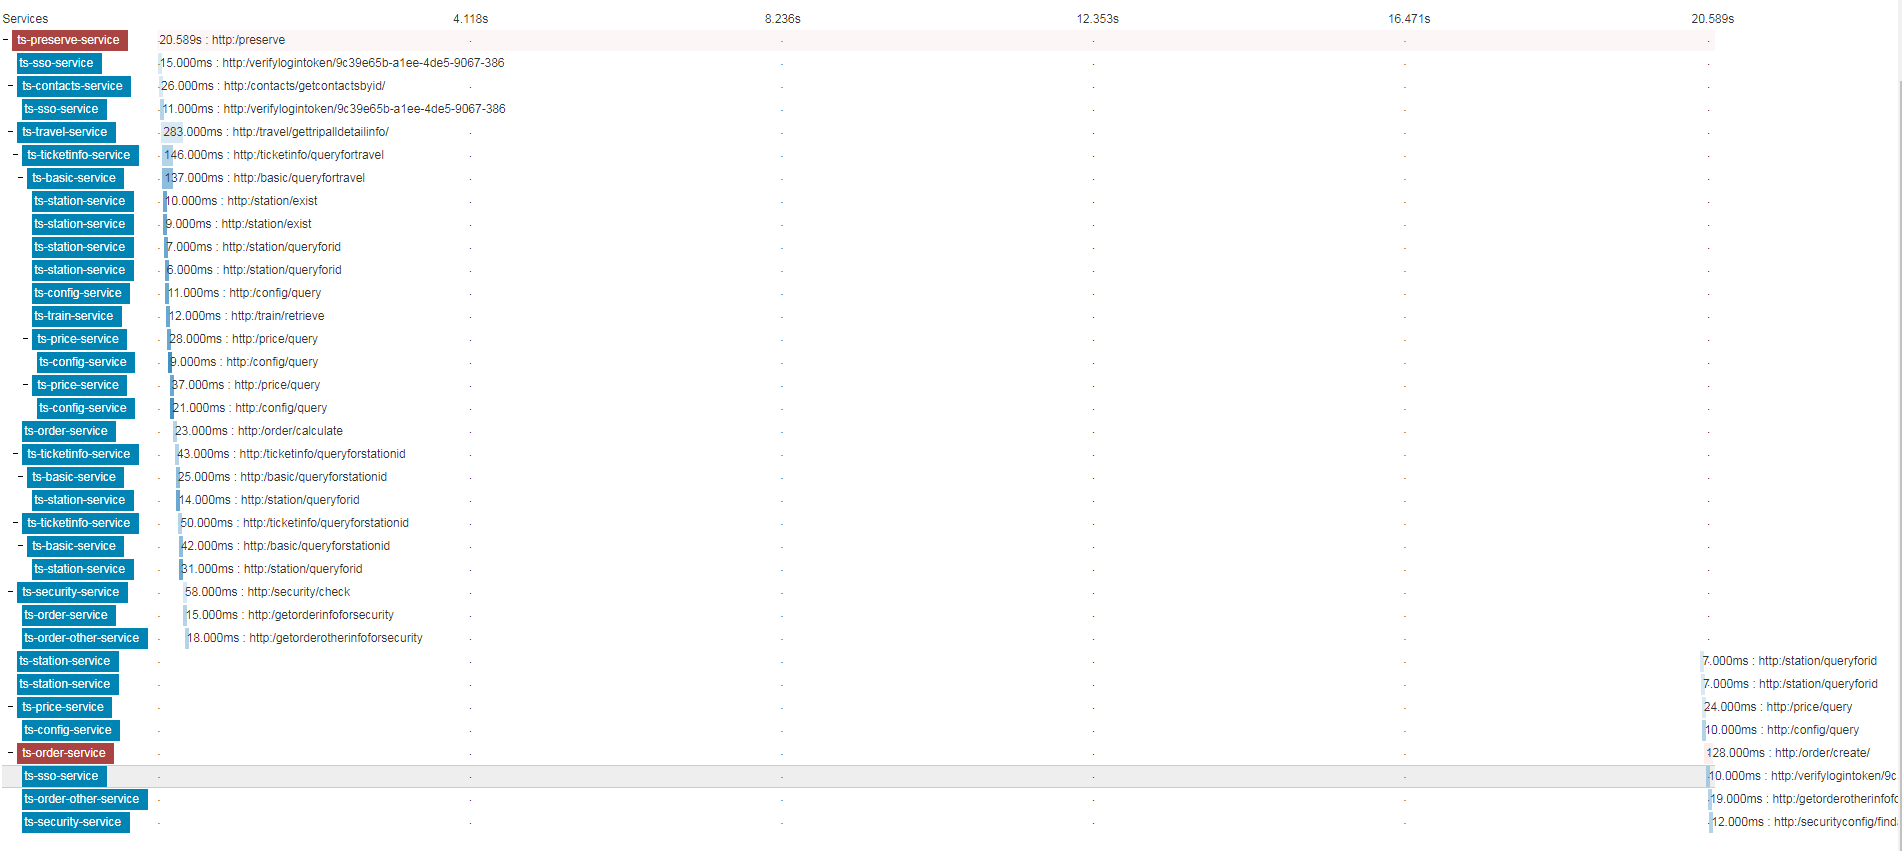 Services 4.118s 8.236s 12.353s 16.471s 20.589s
- ts-preserve-service 20.589s : http:/preserve
ts-sso-service 15.000ms : http:/verifylogintoken/9c39e65b-a1ee-4de5-9067-386
- ts-contacts-service 26.000ms : http:/contacts/getcontactsbyid/
ts-sso-service 11.000ms : http:/verifylogintoken/9c39e65b-a1ee-4de5-9067-386
- ts-travel-service 283.000ms : http:/travel/gettripalldetailinfo/
- ts-ticketinfo-service 146.000ms : http:/ticketinfo/queryfortravel
- ts-basic-service 137.000ms : http:/basic/queryfortravel
ts-station-service 10.000ms : http:/station/exist
ts-station-service 9.000ms : http:/station/exist
ts-station-service 7.000ms : http:/station/queryforid
ts-station-service 6.000ms : http:/station/queryforid
ts-config-service 11.000ms : http:/config/query
ts-train-service 12.000ms : http:/train/retrieve
- ts-price-service 28.000ms : http:/price/query
ts-config-service 9.000ms : http:/config/query
- ts-price-service 37.000ms : http:/price/query
ts-config-service 21.000ms : http:/config/query
ts-order-service 23.000ms : http:/order/calculate
- ts-ticketinfo-service 43.000ms : http:/ticketinfo/queryforstationid
- ts-basic-service 25.000ms : http:/basic/queryforstationid
ts-station-service 14.000ms : http:/station/queryforid
- ts-ticketinfo-service 50.000ms : http:/ticketinfo/queryforstationid
- ts-basic-service 42.000ms : http:/basic/queryforstationid
ts-station-service 31.000ms : http:/station/queryforid
- ts-security-service 58.000ms : http:/security/check
ts-order-service 15.000ms : http:/getorderinfoforsecurity
ts-order-other-service 18.000ms : http:/getorderotherinfoforsecurity
ts-station-service 7.000ms : http:/station/queryforid
ts-station-service 7.000ms : http:/station/queryforid
- ts-price-service 24.000ms : http:/price/query
ts-config-service 10.000ms : http:/config/query
- ts-order-service 128.000ms : http:/order/create/
ts-sso-service 10.000ms : http:/verifylogintoken/9c
ts-order-other-service 19.000ms : http:/getorderotherinfofo
ts-security-service 12.000ms : http:/securityconfig/find